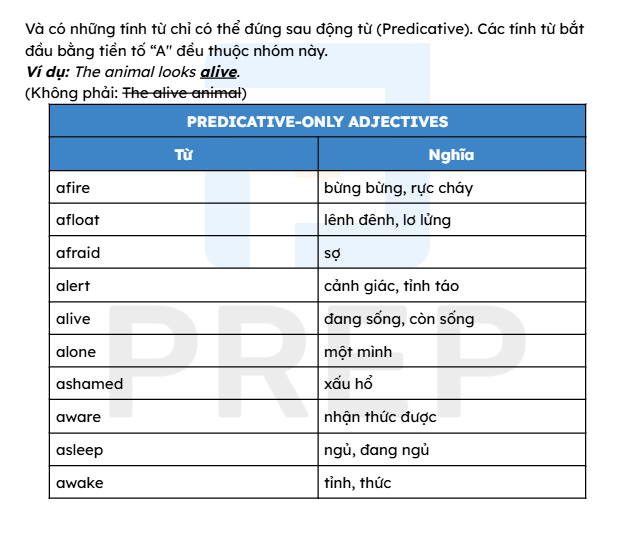 Và có những tính từ chỉ có thể đứng sau động từ (Predicative). Các tính từ bắt
đầu bằng tiền tố “A" đều thuộc nhóm này.
Ví dụ: The animal looks alive.
(Không phải: The alive animal)
PREDICATIVE-ONLY ADJECTIVES
Từ Nghĩa
afire bừng bừng, rực cháy
afloat lênh đênh, lơ lửng
afraid sợ
alert cảnh giác, tỉnh táo
alive đang sống, còn sống
alone một mình
ashamed xấu hổ
aware nhận thức được
asleep ngủ, đang ngủ
awake tỉnh, thức
PREP